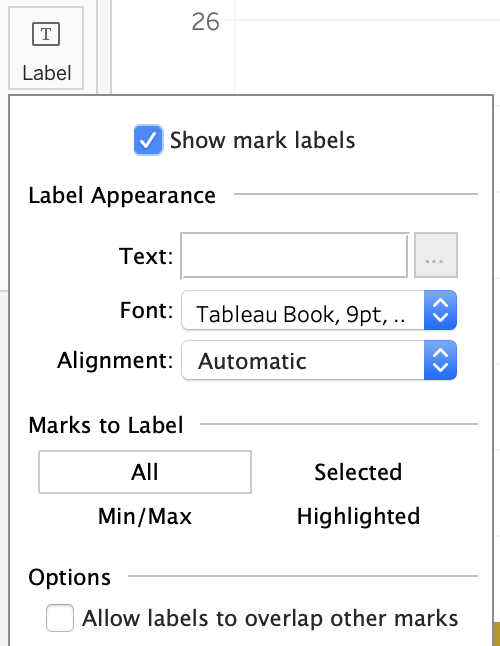 26
T
Label
Show mark labels
Label Appearance
Text:
...
Font: Tableau Book, 9pt, ..
Alignment: Automatic
Marks to Label
All Selected
Min/Max Highlighted
Options
Allow labels to overlap other marks